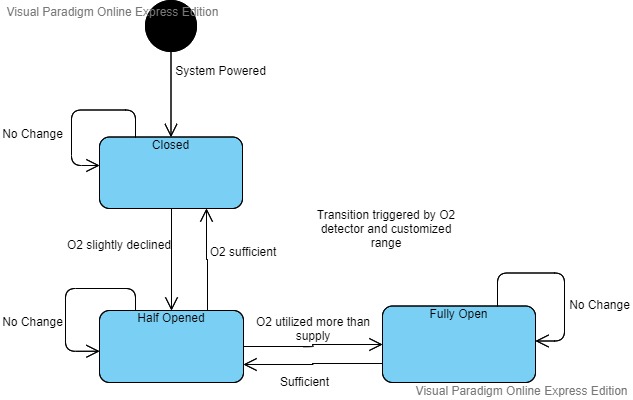 Visual Paradigm Online Express Edition
System Powered
No Change
Closed
Transition triggered by O2
detector and customized
range
O2 slightly declined
O2 sufficient
No Change
Half Opened
O2 utilized more than
supply
Fully Open
No Change
Sufficient
Visual Paradigm Online Express Edition